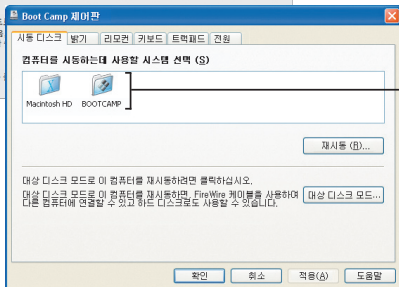 Boot Camp 제어판
시동 디스크 밝기 리모컨 키보드 트랙패드 전원
컴퓨터를 시동하는데 사용할 시스템 선택 (S)
Macintosh HD BOOTCAMP
재시동 (R)...
대상 디스크 모드로 이 컴퓨터를 재시동하려면 클릭하십시오.
대상 디스크 모드로 이 컴퓨터를 재시동하면, FireWire 케이블을 사용하여 대상 디스크 모드...
다른 컴퓨터에 연결할 수 있고 하드 디스크로도 사용할 수 있습니다.
확인 취소 적용(A) 도움말